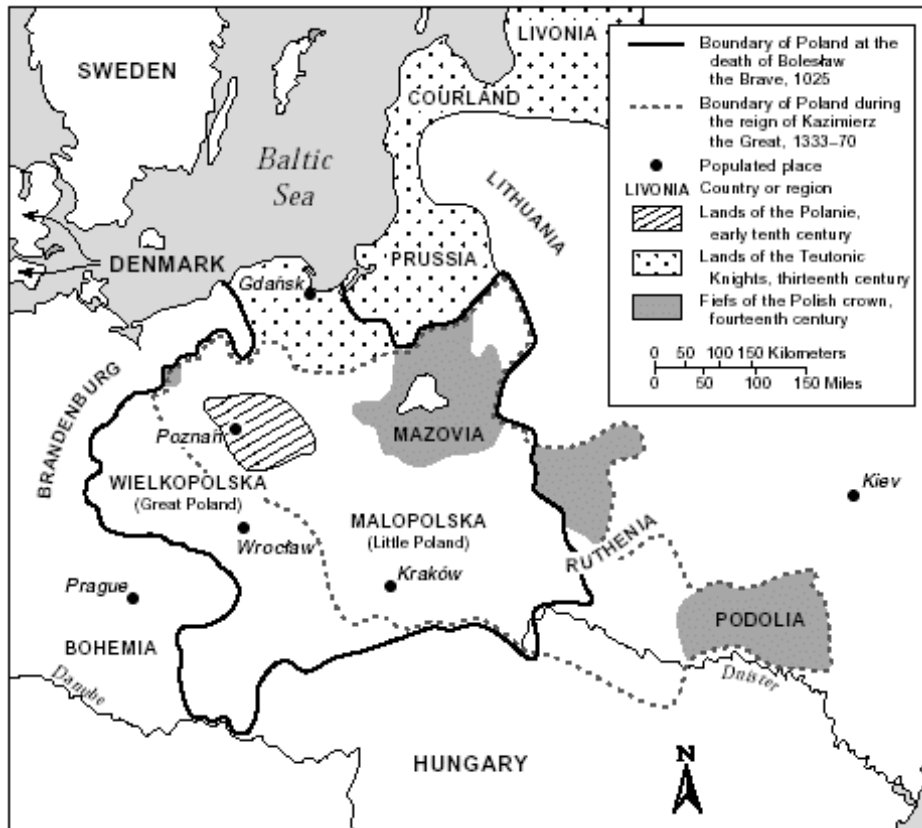 SWEDEN
Baltic
Sea
DENMARK
Gdańsk
LIVONIA
COURLAND
LITHUANIA
PRUSSIA
BRANDENBURG
Poznań
MAZOVIA
WIELKOPOLSKA
(Great Poland)
MALOPOLSKA
(Little Poland)
Wrocław
Kraków
Prague
BOHEMIA
Danube
HUNGARY
RUTHENIA
Kiev
PODOLIA
Dnister
N
Boundary of Poland at the
death of Bolesław
the Brave, 1025
Boundary of Poland during
the reign of Kazimierz
the Great, 1333–70
Populated place
LIVONIA Country or region
Lands of the Polanie,
early tenth century
Lands of the Teutonic
Knights, thirteenth century
Fiefs of the Polish crown,
fourteenth century
0 50 100 150 Kilometers
0 50 100 150 Miles